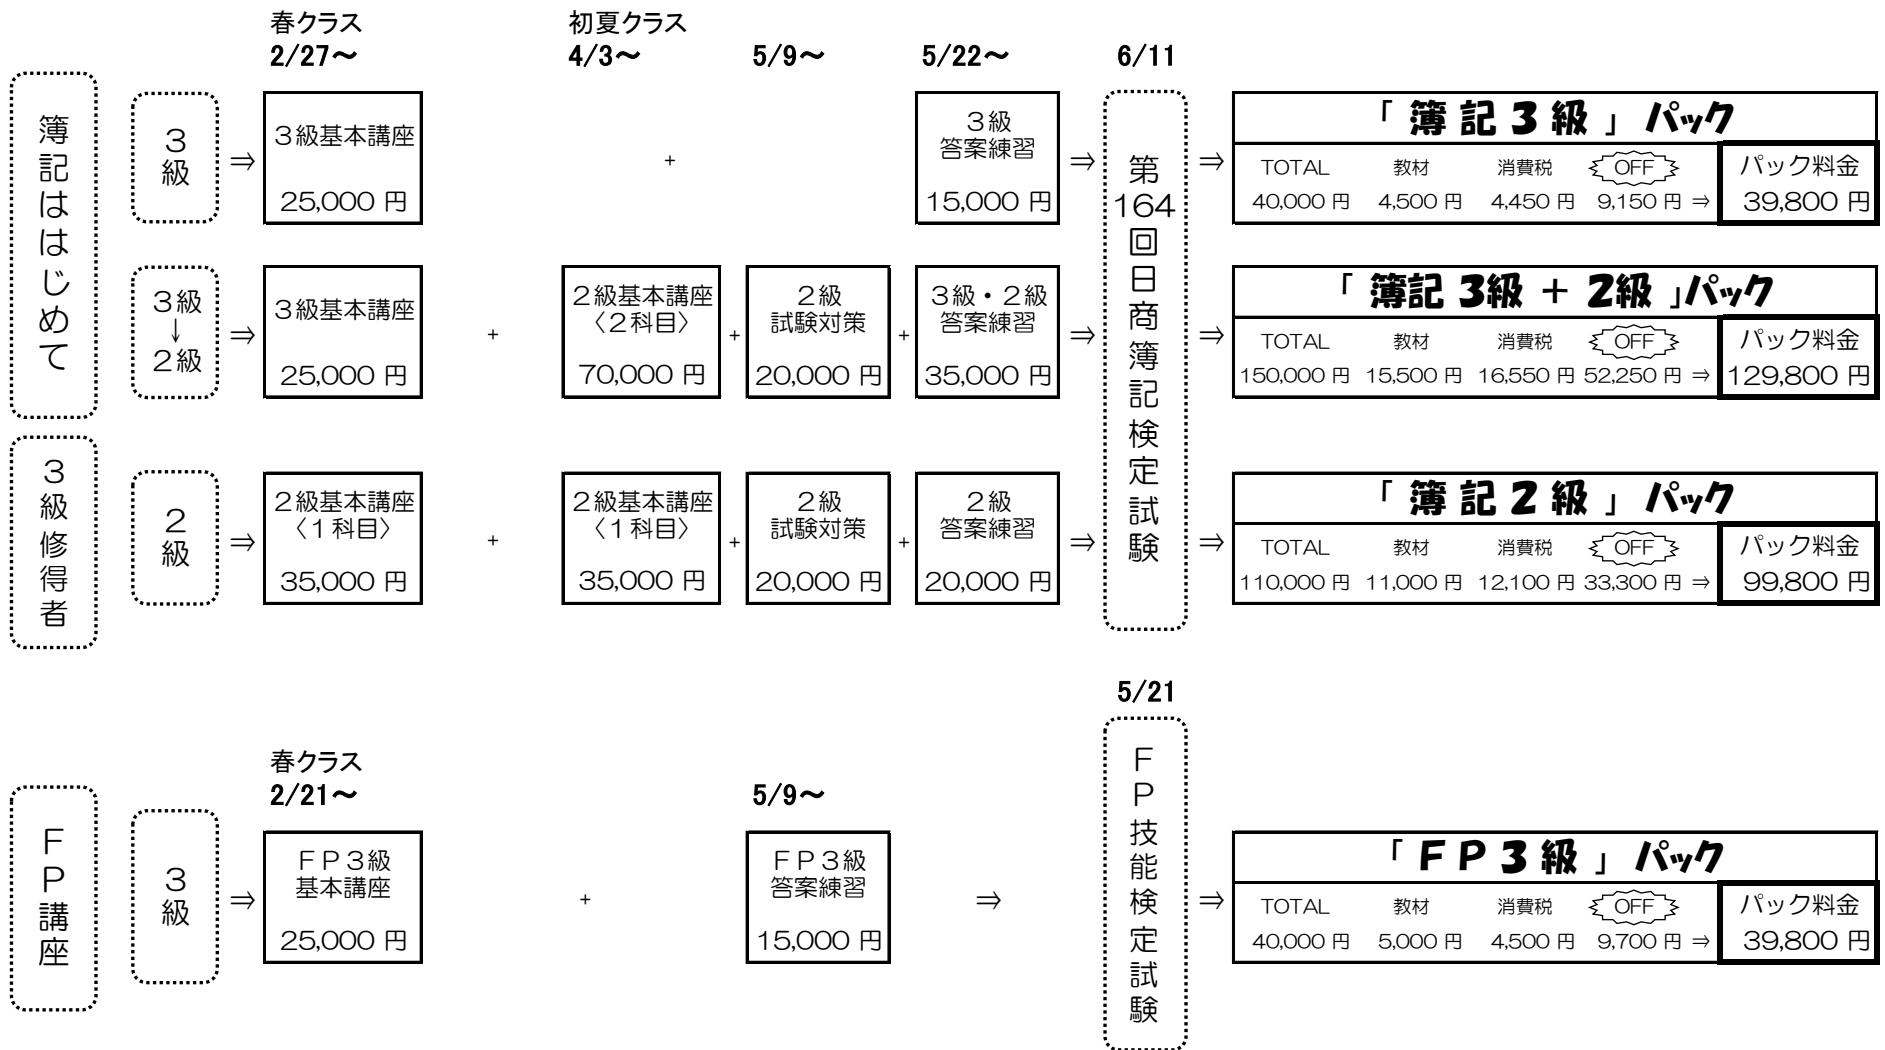 春クラス 初夏クラス
2/27～ 4/3～ 5/9～ 5/22～ 6/11
簿記ははじめて
3級
⇒
3級基本講座
25,000 円
+
3級
答案練習
15,000 円
⇒
第164回日商簿記検定試験
⇒
「 簿 記 3 級 」 パック
TOTAL 教材 消費税 OFF パック料金
40,000 円 4,500 円 4,450 円 9,150 円 ⇒ 39,800 円
3級
↓
2級
⇒
3級基本講座
25,000 円
+
2級基本講座
〈2科目〉
70,000 円
+
2級
試験対策
20,000 円
+
3級・2級
答案練習
35,000 円
⇒
⇒
「 簿記 3級 ＋ 2級 」パック
TOTAL 教材 消費税 OFF パック料金
150,000 円 15,500 円 16,550 円 52,250 円 ⇒ 129,800 円
3級修得者
2級
⇒
2級基本講座
〈1科目〉
35,000 円
+
2級基本講座
〈1科目〉
35,000 円
+
2級
試験対策
20,000 円
+
2級
答案練習
20,000 円
⇒
⇒
「 簿 記 2 級 」 パック
TOTAL 教材 消費税 OFF パック料金
110,000 円 11,000 円 12,100 円 33,300 円 ⇒ 99,800 円
5/21
春クラス
2/21～ 5/9～
FP講座
3級
⇒
FP3級
基本講座
25,000 円
+
FP3級
答案練習
15,000 円
⇒
FP技能検定試験
⇒
「 F P 3 級 」 パック
TOTAL 教材 消費税 OFF パック料金
40,000 円 5,000 円 4,500 円 9,700 円 ⇒ 39,800 円